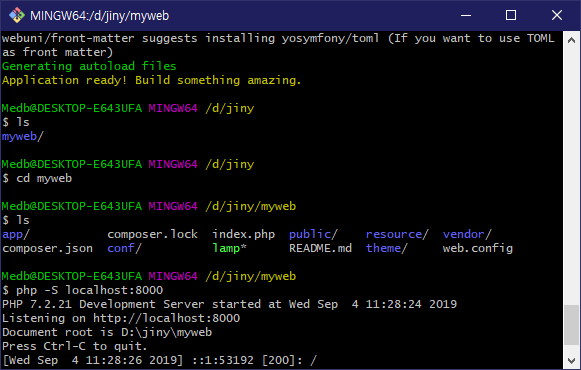 MINGW64:/d/jiny/myweb
webuni/front-matter suggests installing yosymfony/toml (If you want to use TOML
as front matter)
Generating autoload files
Application ready! Build something amazing.
Medb@DESKTOP-E643UFA MINGW64 /d/jiny
$ ls
myweb/
Medb@DESKTOP-E643UFA MINGW64 /d/jiny
$ cd myweb
Medb@DESKTOP-E643UFA MINGW64 /d/jiny/myweb
$ ls
app/ composer.lock index.php public/ resource/ vendor/
composer.json conf/ lamp* README.md theme/ web.config
Medb@DESKTOP-E643UFA MINGW64 /d/jiny/myweb
$ php -S localhost:8000
PHP 7.2.21 Development Server started at Wed Sep  4 11:28:24 2019
Listening on http://localhost:8000
Document root is D:\jiny\myweb
Press Ctrl-C to quit.
[Wed Sep  4 11:28:26 2019] ::1:53192 [200]: /